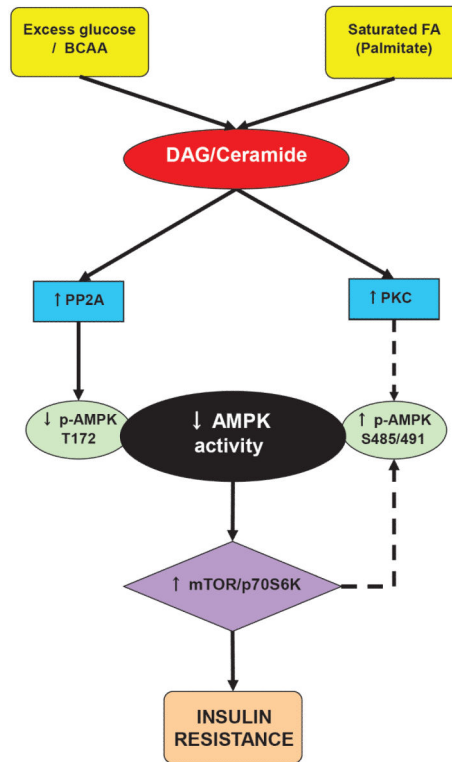 Excess glucose
/ BCAA
Saturated FA
(Palmitate)
DAG/Ceramide
↑ PP2A
↑ PKC
↓ p-AMPK
T172
↓ AMPK
activity
↑ p-AMPK
S485/491
↑ mTOR/p70S6K
INSULIN
RESISTANCE